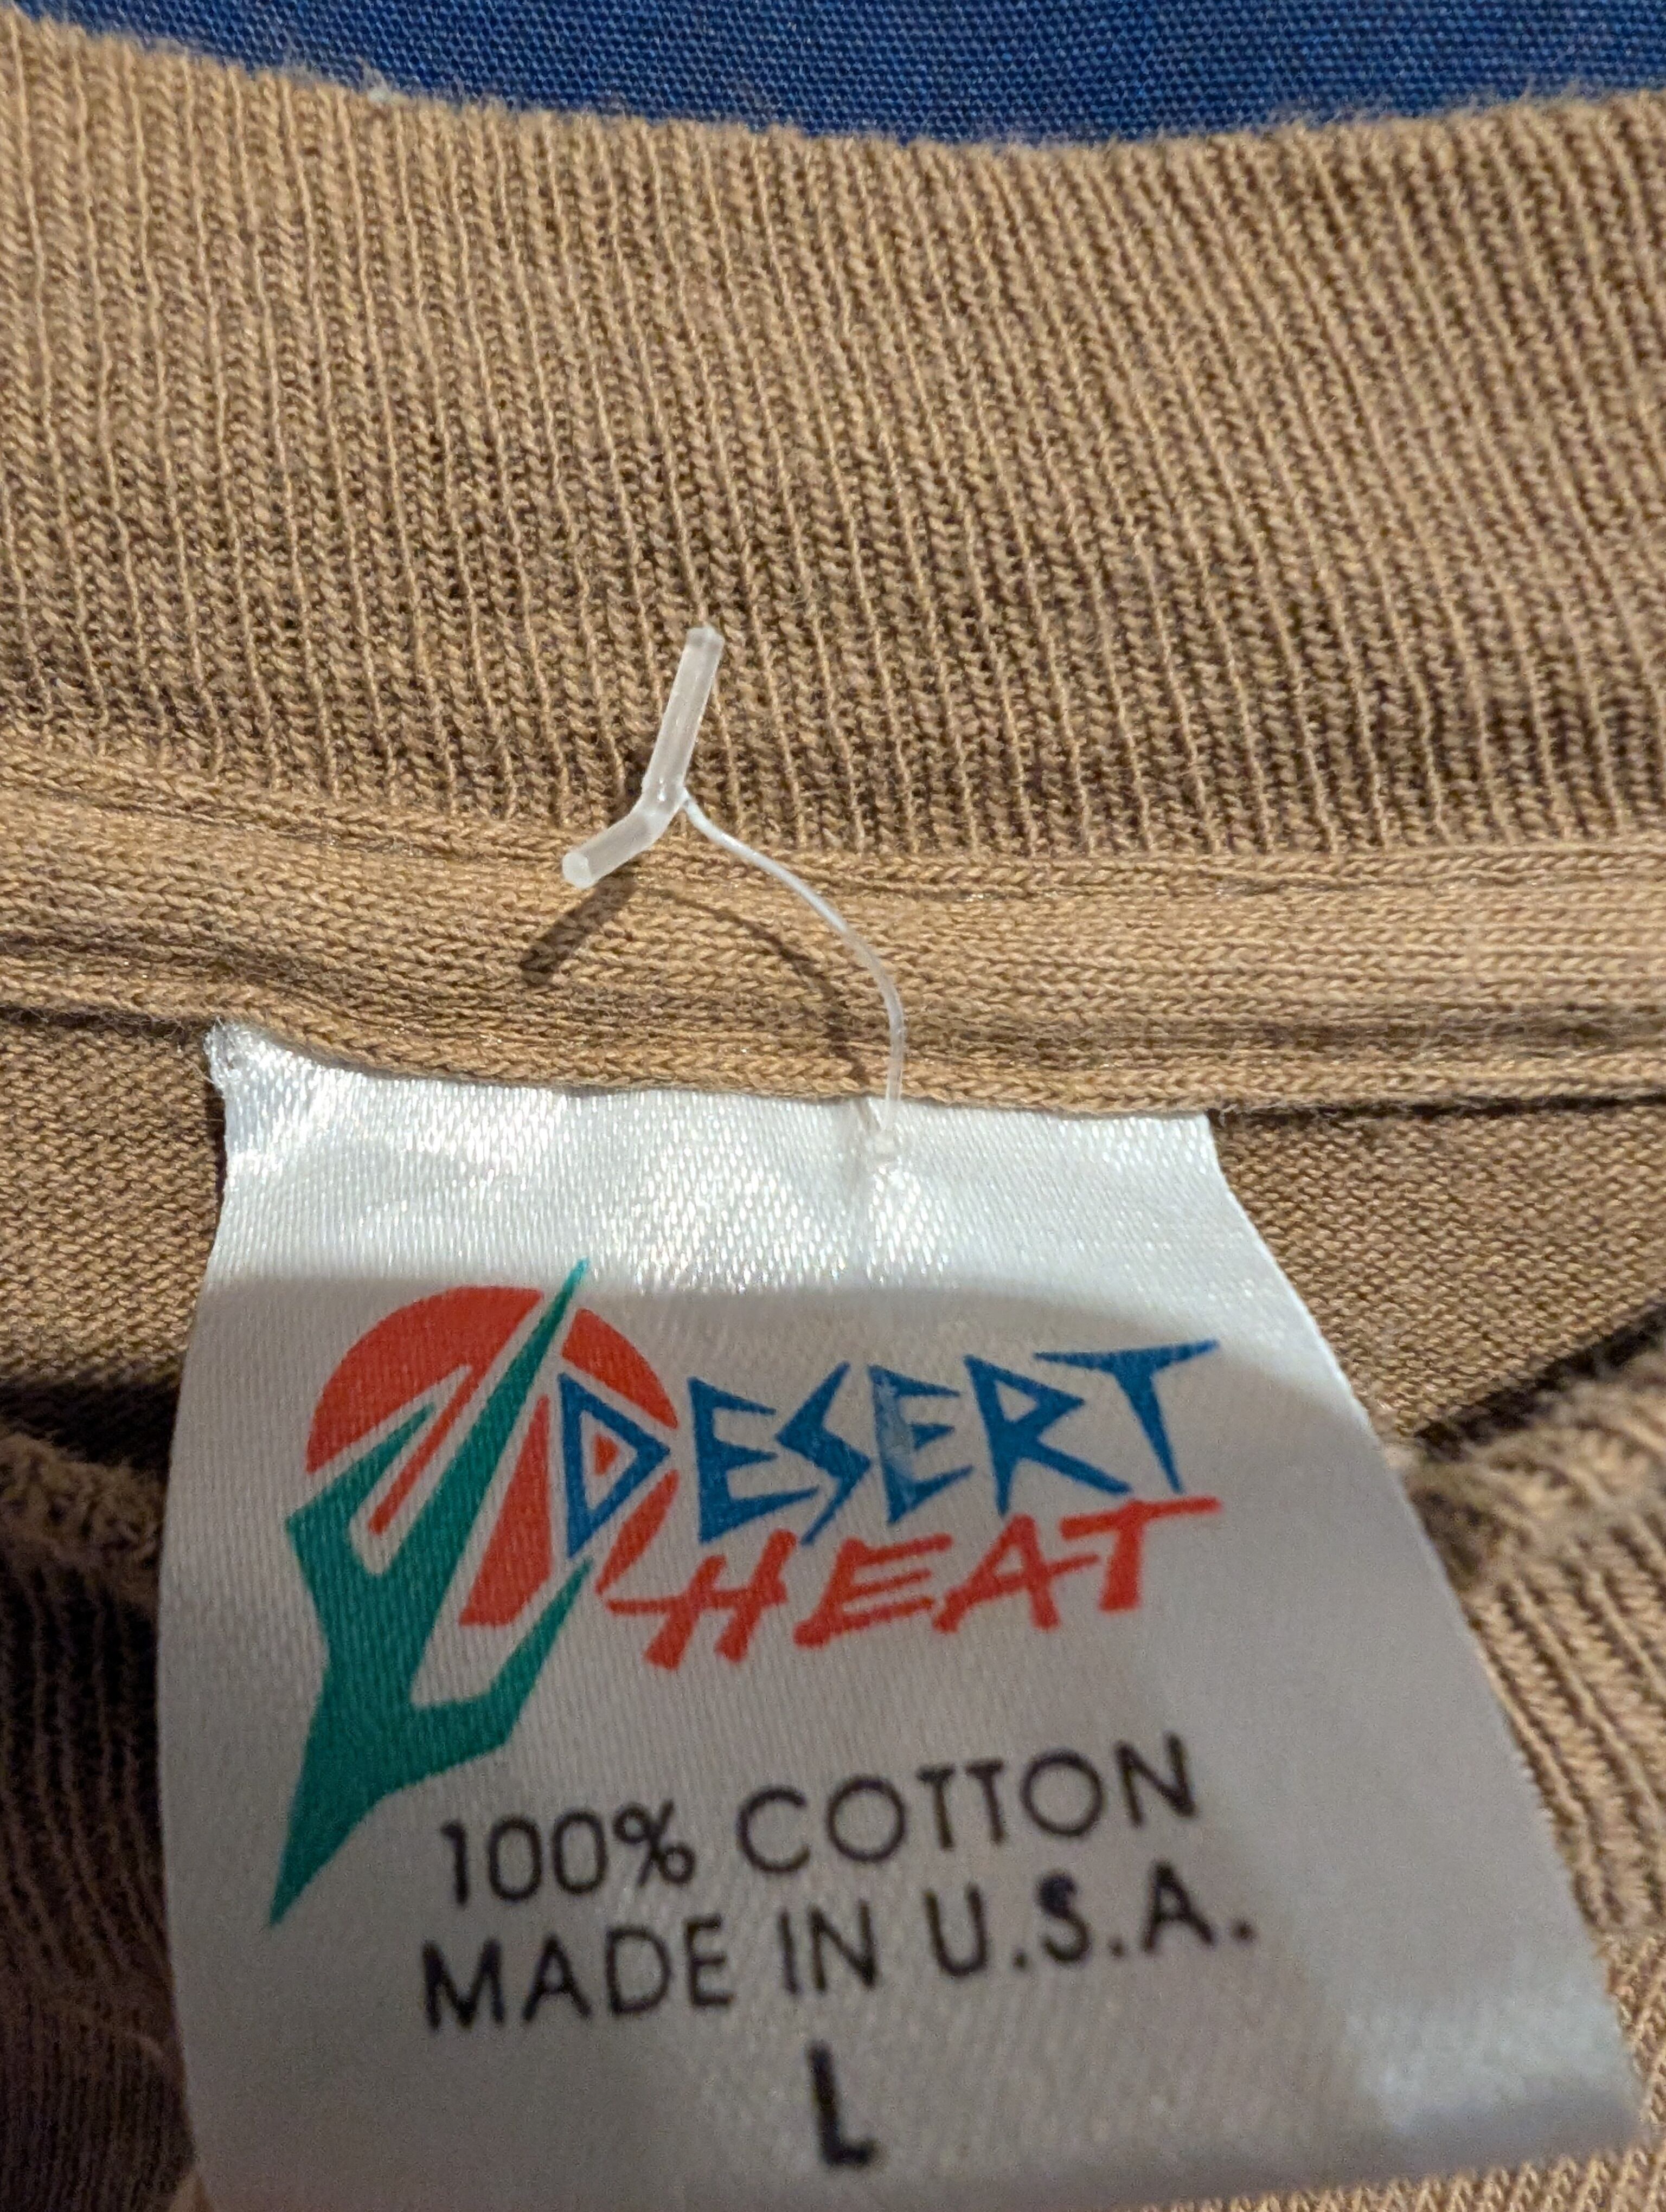 DESERT
HEAT
100% COTTON
MADE IN U.S.A.
L